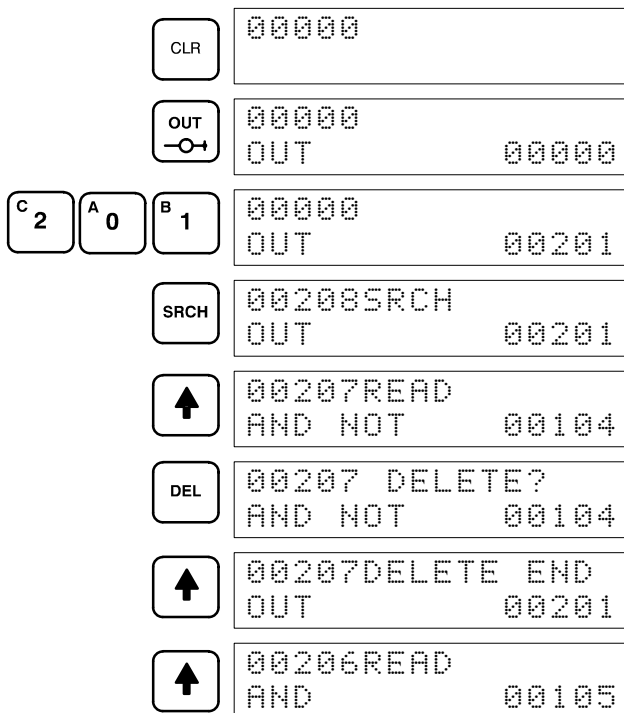 CLR
00000
OUT
00000
OUT 00000
C 2 A 0 B 1
00000
OUT 00201
SRCH
00208SRCH
OUT 00201
00207READ
AND NOT 00104
DEL
00207 DELETE?
AND NOT 00104
00207DELETE END
OUT 00201
00206READ
AND 00105